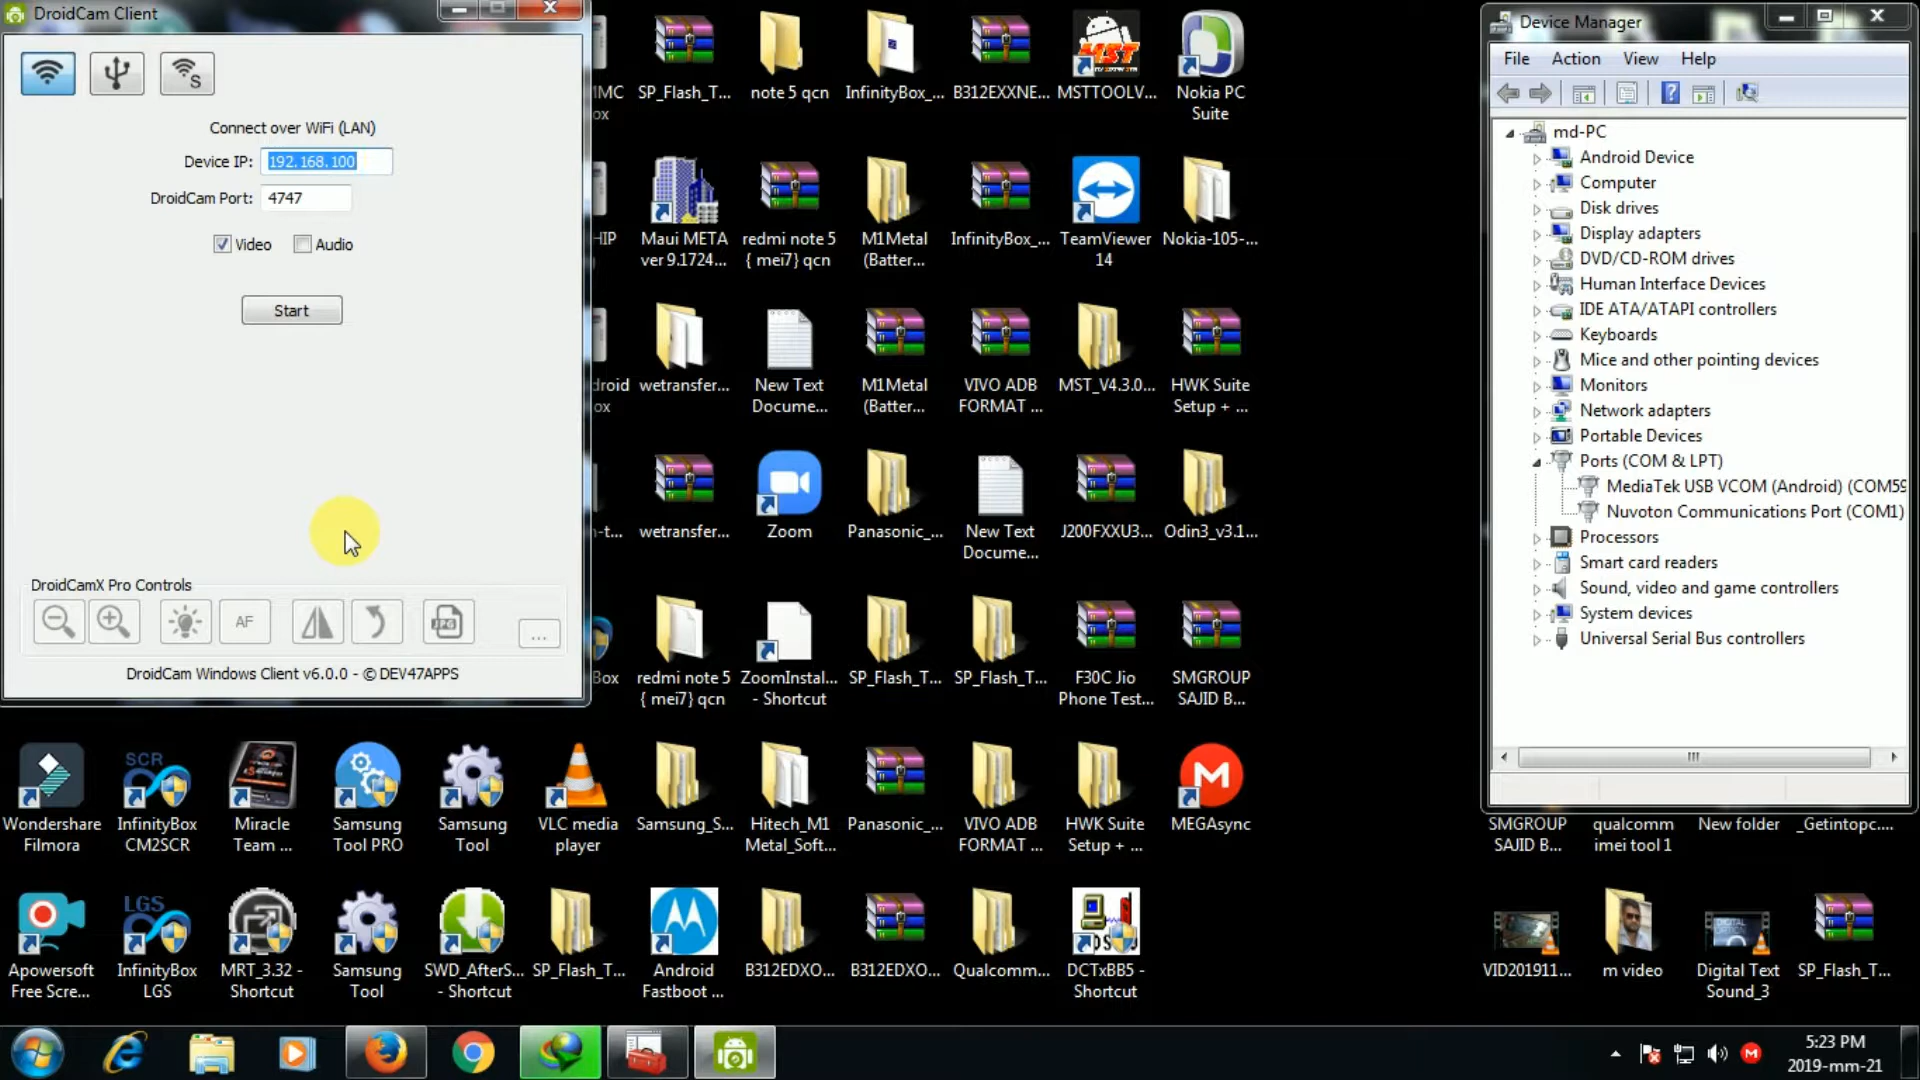 DroidCam Client
S
Connect over WiFi (LAN)
Device IP: 192.168.100
DroidCam Port: 4747
Video Audio
Start
DroidCamX Pro Controls
AF
JPG
...
DroidCam Windows Client v6.0.0 - © DEV47APPS
SP_Flash_T...
note 5 qcn
InfinityBox_...
B312EXXNE...
MSTTOOLV...
Nokia PC
Suite
Maui META
ver 9.1724...
redmi note 5
{ mei7} qcn
M1Metal
(Batter...
InfinityBox_...
TeamViewer
14
Nokia-105-...
wetransfer...
New Text
Docume...
M1Metal
(Batter...
VIVO ADB
FORMAT ...
MST_V4.3.0...
HWK Suite
Setup + ...
wetransfer...
Zoom
Panasonic_...
New Text
Docume...
J200FXXU3...
Odin3_v3.1...
redmi note 5
{ mei7} qcn
ZoomInstal...
- Shortcut
SP_Flash_T...
SP_Flash_T...
F30C Jio
Phone Test...
SMGROUP
SAJID B...
Wondershare
Filmora
SCR
InfinityBox
CM2SCR
Miracle
Team ...
Samsung
Tool PRO
Samsung
Tool
VLC media
player
Samsung_S...
Hitech_M1
Metal_Soft...
Panasonic_...
VIVO ADB
FORMAT ...
HWK Suite
Setup + ...
MEGAsync
SMGROUP
SAJID B...
qualcomm
imei tool 1
New folder
_Getintopc....
Apowersoft
Free Scre...
LGS
InfinityBox
LGS
MRT_3.32 -
Shortcut
Samsung
Tool
SWD_AfterS...
- Shortcut
SP_Flash_T...
Android
Fastboot ...
B312EDXO...
B312EDXO...
Qualcomm...
DCTxBB5 -
Shortcut
VID201911...
m video
Digital Text
Sound_3
SP_Flash_T...
Device Manager
File Action View Help
md-PC
Android Device
Computer
Disk drives
Display adapters
DVD/CD-ROM drives
Human Interface Devices
IDE ATA/ATAPI controllers
Keyboards
Mice and other pointing devices
Monitors
Network adapters
Portable Devices
Ports (COM & LPT)
MediaTek USB VCOM (Android) (COM59
Nuvoton Communications Port (COM1)
Processors
Smart card readers
Sound, video and game controllers
System devices
Universal Serial Bus controllers
5:23 PM
2019-mm-21